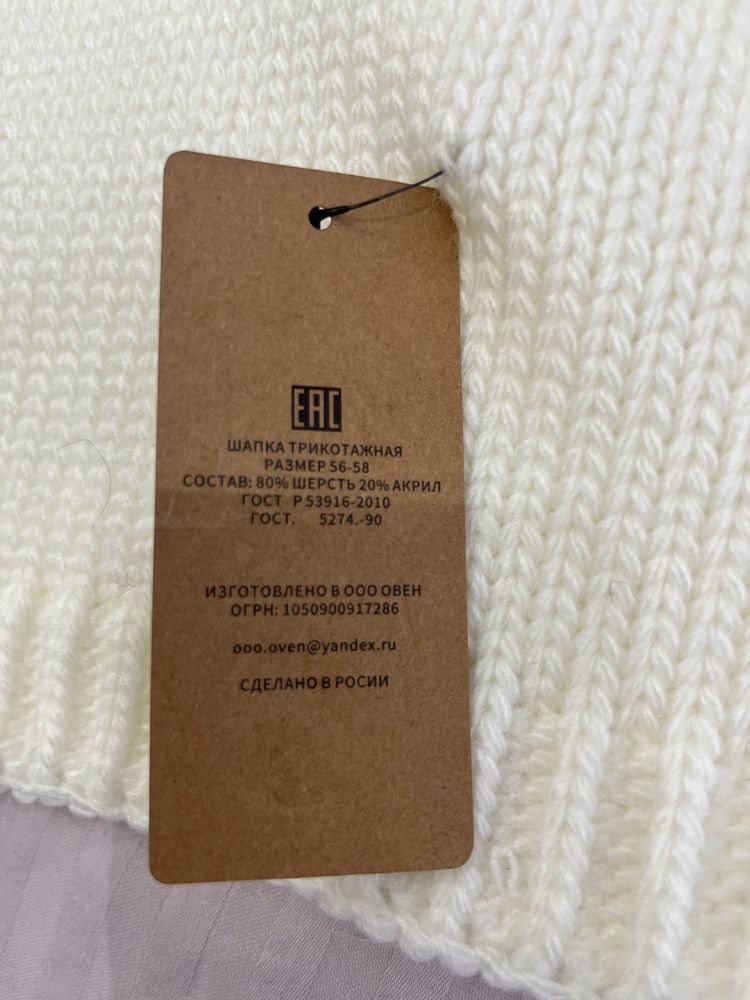 EAC
ШАПКА ТРИКОТАЖНАЯ
РАЗМЕР 56-58
СОСТАВ: 80% ШЕРСТЬ 20% АКРИЛ
ГОСТ Р 53916-2010
ГОСТ. 5274.-90
ИЗГОТОВЛЕНО В ООО ОВЕН
ОГРН: 1050900917286
ooo.oven@yandex.ru
СДЕЛАНО В РОСИИ